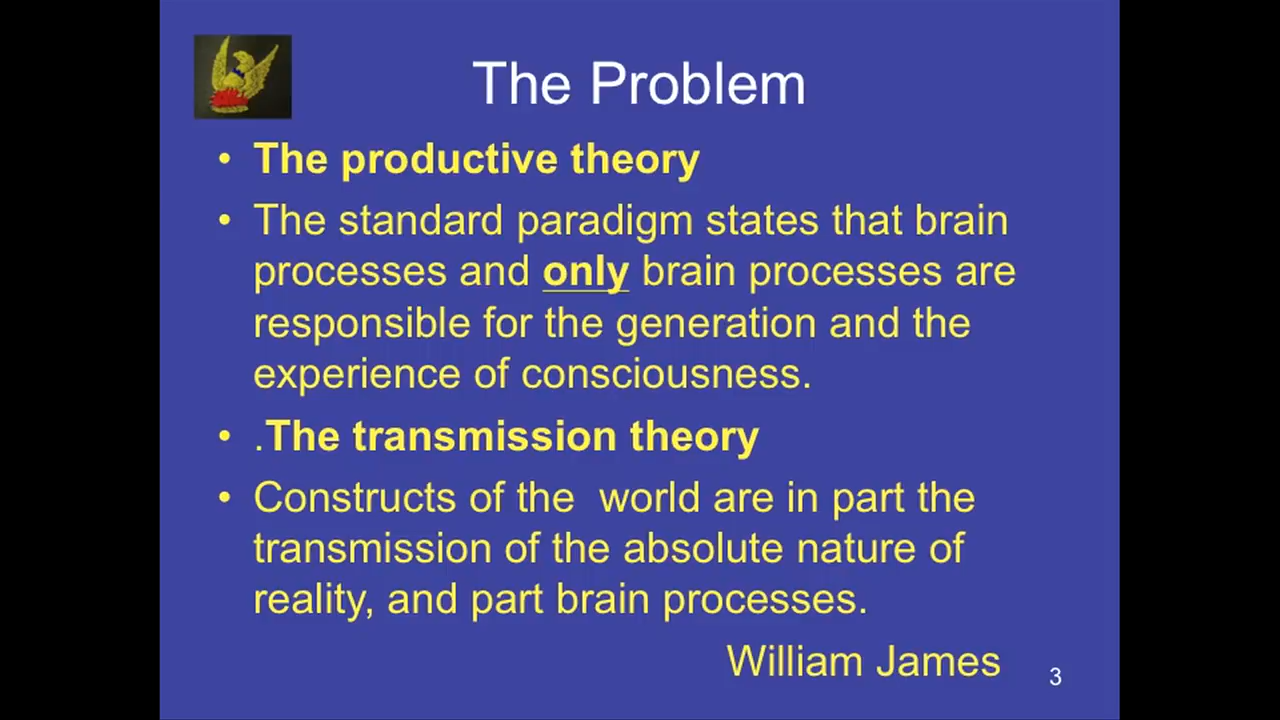 The Problem
• The productive theory
• The standard paradigm states that brain
processes and only brain processes are
responsible for the generation and the
experience of consciousness.
• .The transmission theory
• Constructs of the  world are in part the
transmission of the absolute nature of
reality, and part brain processes.
William James
3